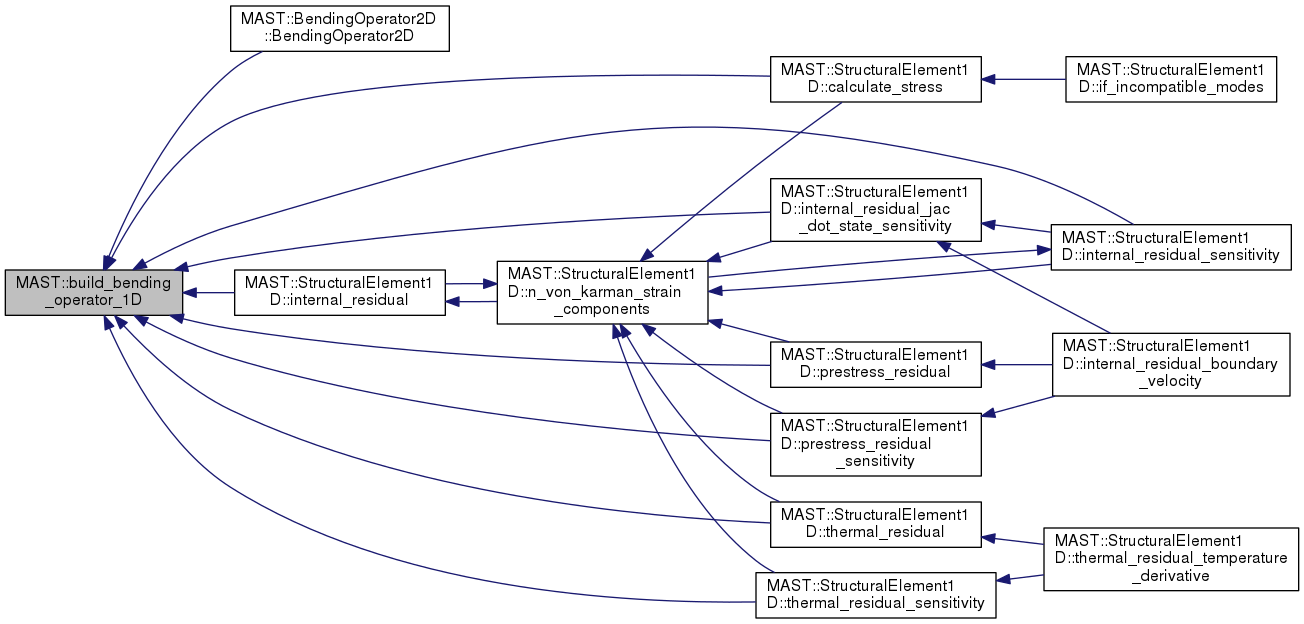 MAST::BendingOperator2D
::BendingOperator2D
MAST::StructuralElement1
D::calculate_stress
MAST::StructuralElement1
D::if_incompatible_modes
MAST::StructuralElement1
D::internal_residual_jac
_dot_state_sensitivity
MAST::StructuralElement1
D::internal_residual_sensitivity
MAST::build_bending
_operator_1D
MAST::StructuralElement1
D::internal_residual
MAST::StructuralElement1
D::n_von_karman_strain
_components
MAST::StructuralElement1
D::prestress_residual
MAST::StructuralElement1
D::internal_residual_boundary
_velocity
MAST::StructuralElement1
D::prestress_residual
_sensitivity
MAST::StructuralElement1
D::thermal_residual
MAST::StructuralElement1
D::thermal_residual_temperature
_derivative
MAST::StructuralElement1
D::thermal_residual_sensitivity